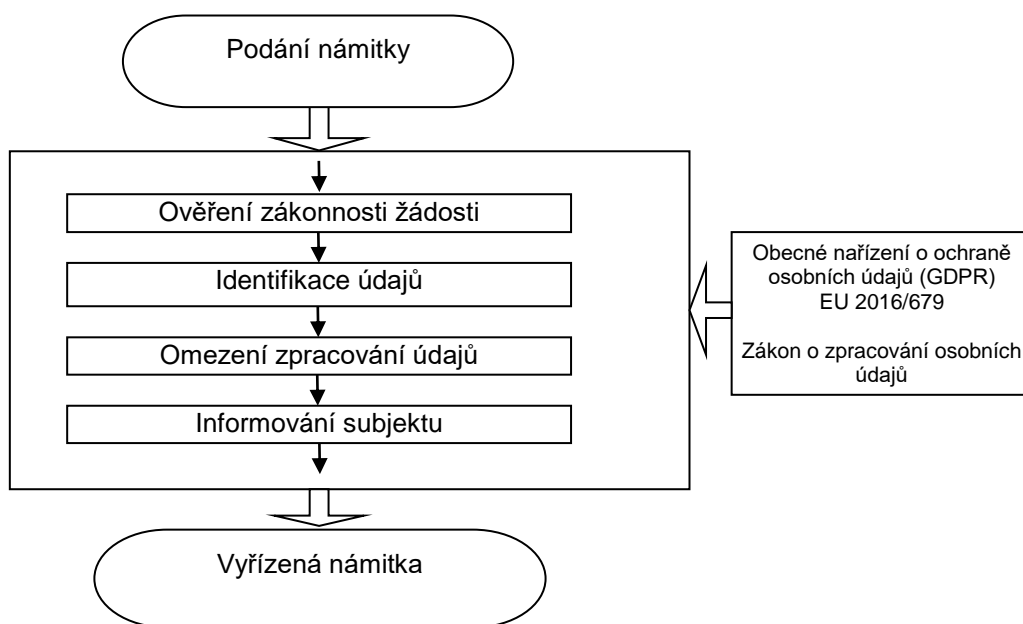 Podání námitky
Ověření zákonnosti žádosti
Identifikace údajů
Omezení zpracování údajů
Informování subjektu
Vyřízená námitka
Obecné nařízení o ochraně
osobních údajů (GDPR)
EU 2016/679
Zákon o zpracování osobních
údajů